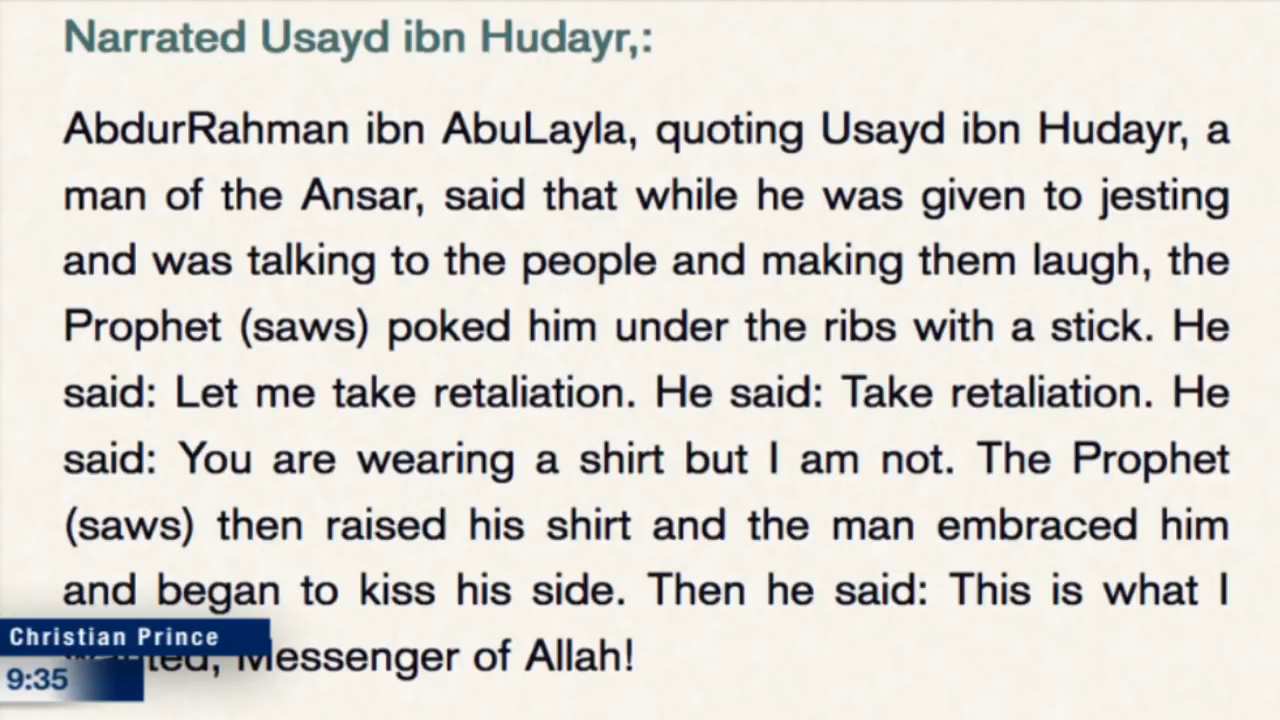 Narrated Usayd ibn Hudayr,:
AbdurRahman ibn AbuLayla, quoting Usayd ibn Hudayr, a
man of the Ansar, said that while he was given to jesting
and was talking to the people and making them laugh, the
Prophet (saws) poked him under the ribs with a stick. He
said: Let me take retaliation. He said: Take retaliation. He
said: You are wearing a shirt but I am not. The Prophet
(saws) then raised his shirt and the man embraced him
and began to kiss his side. Then he said: This is what I
Christian Prince
wanted, Messenger of Allah!
9:35